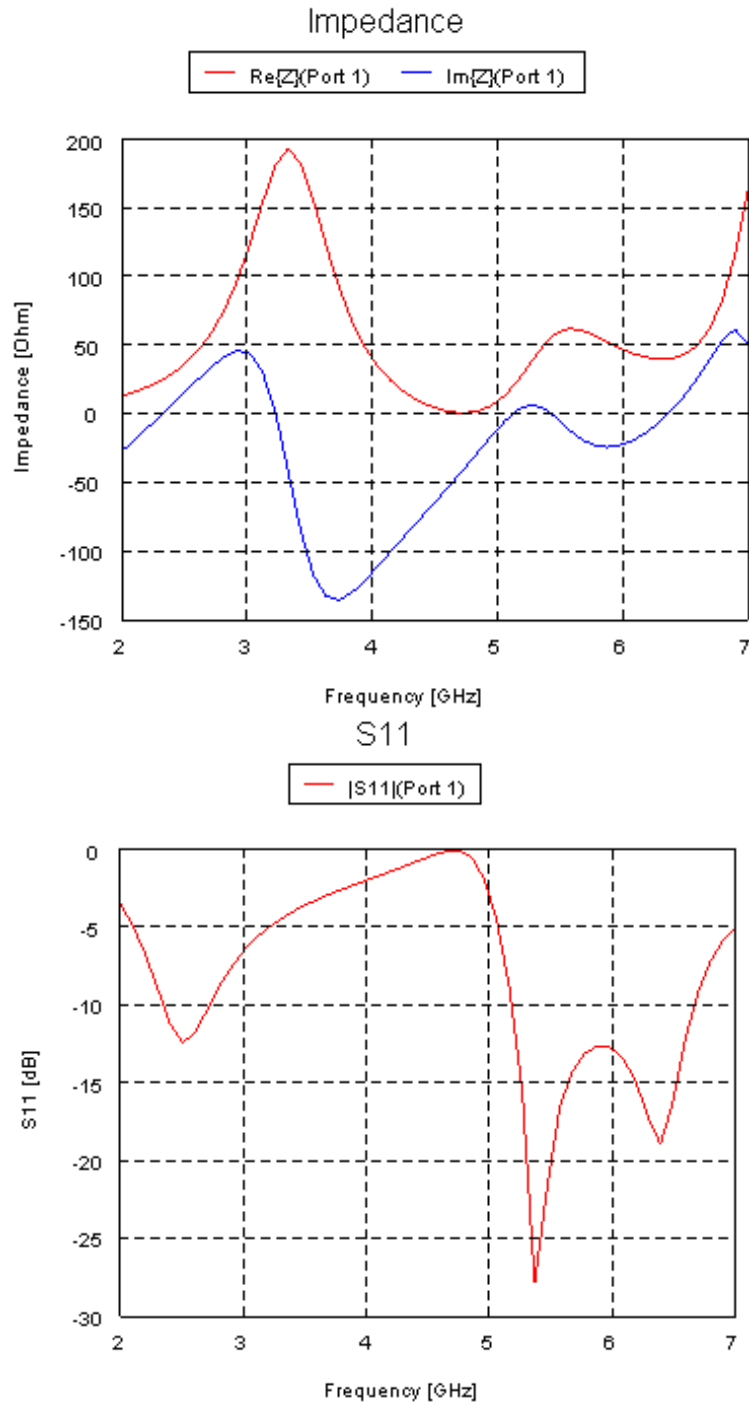 Impedance
Re{Z}(Port 1) Im{Z}(Port 1)
200
150
100
50
0
-50
-100
-150
Impedance [Ohm]
2 3 4 5 6 7
Frequency [GHz]
S11
|S11|(Port 1)
0
-5
-10
-15
-20
-25
-30
S11 [dB]
2 3 4 5 6 7
Frequency [GHz]